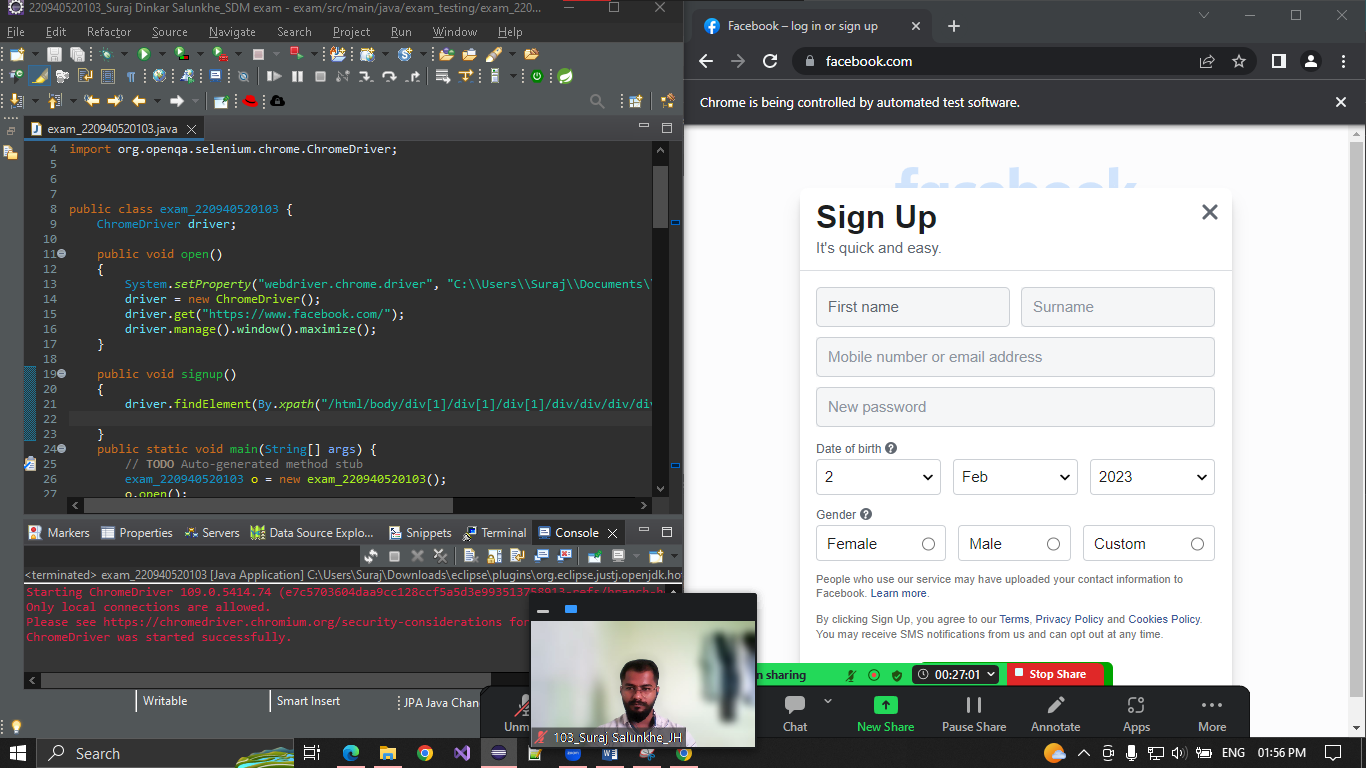 220940520103_Suraj Dinkar Salunkhe_SDM exam - exam/src/main/java/exam_testing/exam_220...
File Edit Refactor Source Navigate Search Project Run Window Help
exam_220940520103.java
4 import org.openqa.selenium.chrome.ChromeDriver;
5
6
7
8 public class exam_220940520103 {
9 ChromeDriver driver;
10
11 public void open()
12 {
13 System.setProperty("webdriver.chrome.driver", "C:\\Users\\Suraj\\Documents\\
14 driver = new ChromeDriver();
15 driver.get("https://www.facebook.com/");
16 driver.manage().window().maximize();
17 }
18
19 public void signup()
20 {
21 driver.findElement(By.xpath("/html/body/div[1]/div[1]/div[1]/div/div/div/div
22
23 }
24 public static void main(String[] args) {
25 // TODO Auto-generated method stub
26 exam_220940520103 o = new exam_220940520103();
27 o.open();
Markers Properties Servers Data Source Explo... Snippets Terminal Console
<terminated> exam_220940520103 [Java Application] C:\Users\Suraj\Downloads\eclipse\plugins\org.eclipse.justj.openjdk.ho
Starting ChromeDriver 109.0.5414.74 (e7c5703604daa9cc128ccf5a5d3e993513758913-refs/branch-h
Only local connections are allowed.
Please see https://chromedriver.chromium.org/security-considerations for
ChromeDriver was started successfully.
Writable Smart Insert JPA Java Chan
Facebook – log in or sign up
facebook.com
Chrome is being controlled by automated test software.
facebook
Sign Up
It's quick and easy.
First name Surname
Mobile number or email address
New password
Date of birth
2 Feb 2023
Gender
Female Male Custom
People who use our service may have uploaded your contact information to
Facebook. Learn more.
By clicking Sign Up, you agree to our Terms, Privacy Policy and Cookies Policy.
You may receive SMS notifications from us and can opt out at any time.
n sharing 00:27:01 Stop Share
Unm Chat New Share Pause Share Annotate Apps More
103_Suraj Salunkhe_JH
Search
ENG 01:56 PM